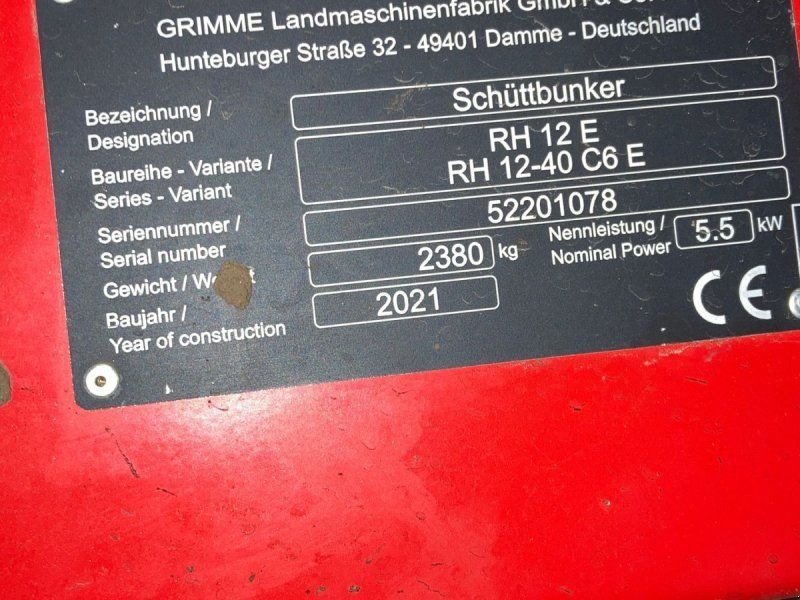 GRIMME Landmaschinenfabrik GmbH &
Hunteburger Straße 32 - 49401 Damme - Deutschland
Bezeichnung / Schüttbunker
Designation
Baureihe - Variante / RH 12 E
Series - Variant RH 12-40 C6 E
Seriennummer / 52201078
Serial number
Gewicht / 2380 kg Nennleistung / 5.5 kW
Nominal Power
Baujahr / 2021
Year of construction
CE